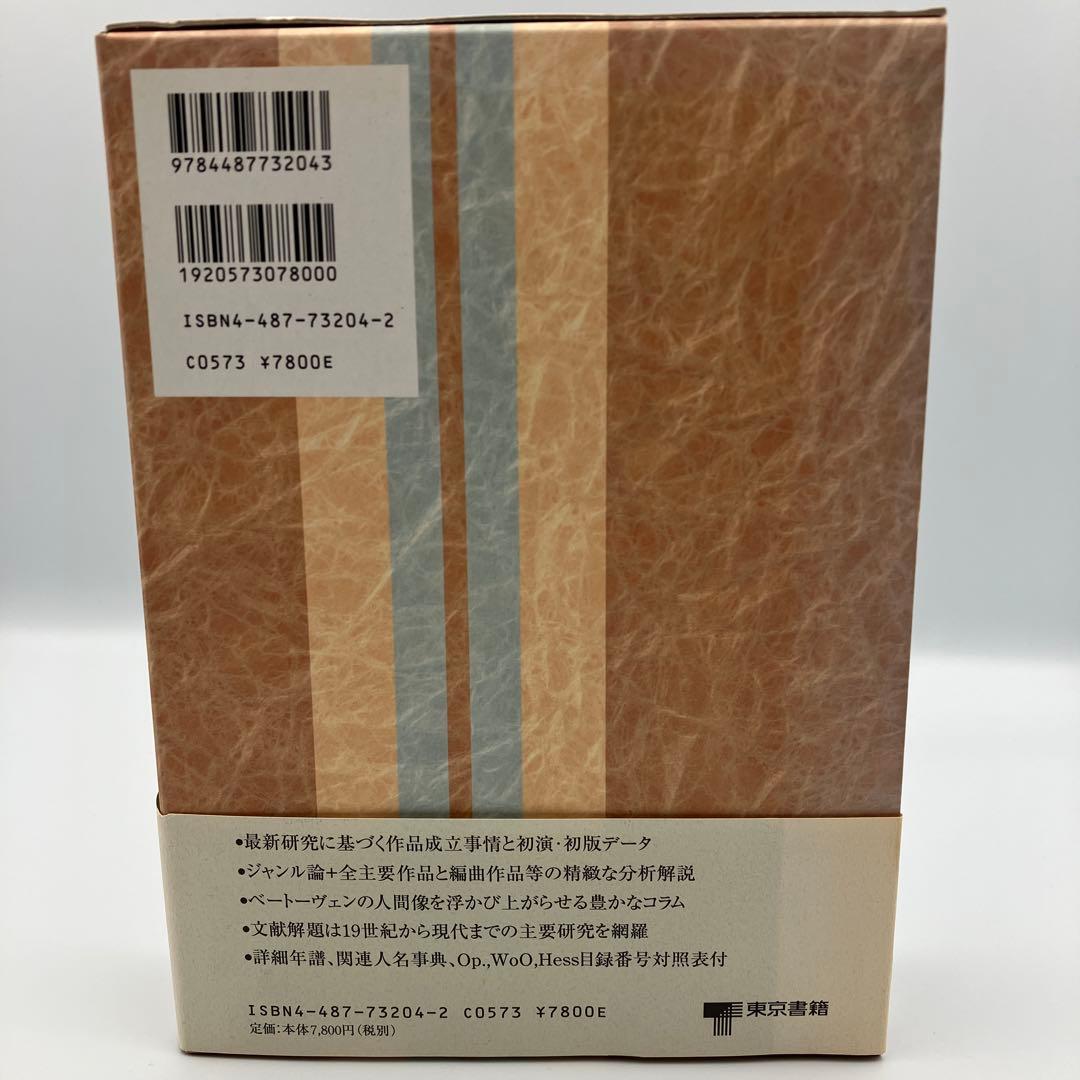 9784487732043
1920573078000
ISBN4-487-73204-2
C0573 ¥7800E
•最新研究に基づく作品成立事情と初演・初版データ
•ジャンル論+全主要作品と編曲作品等の精緻な分析解説
•ベートーヴェンの人間像を浮かび上がらせる豊かなコラム
•文献解題は19世紀から現代までの主要研究を網羅
•詳細年譜、関連人名事典、Op.,WoO,Hess目録番号対照表付
ISBN4-487-73204-2 C0573 ¥7800E
定価:本体7,800円(税別)
東京書籍